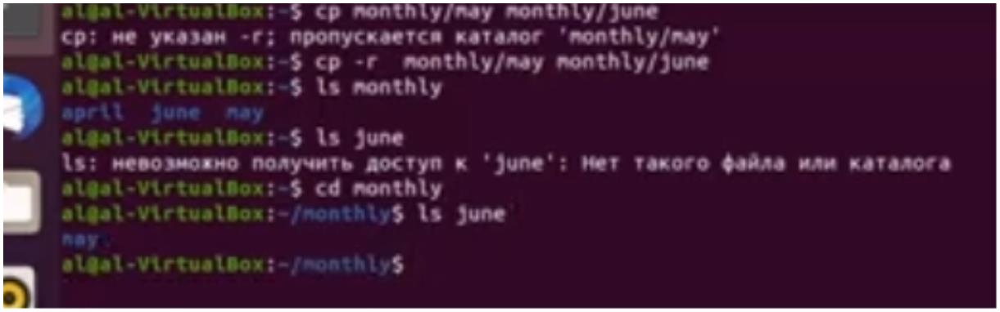 al@al-VirtualBox:~$ cp monthly/may monthly/june
cp: не указан -r; пропускается каталог 'monthly/may'
al@al-VirtualBox:~$ cp -r  monthly/may monthly/june
al@al-VirtualBox:~$ ls monthly
april  june  may
al@al-VirtualBox:~$ ls june
ls: невозможно получить доступ к 'june': Нет такого файла или каталога
al@al-VirtualBox:~$ cd monthly
al@al-VirtualBox:~/monthly$ ls june
may
al@al-VirtualBox:~/monthly$